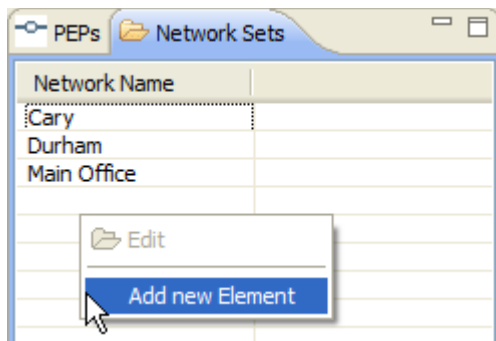 PEPs Network Sets
Network Name
Cary
Durham
Main Office
Edit
Add new Element